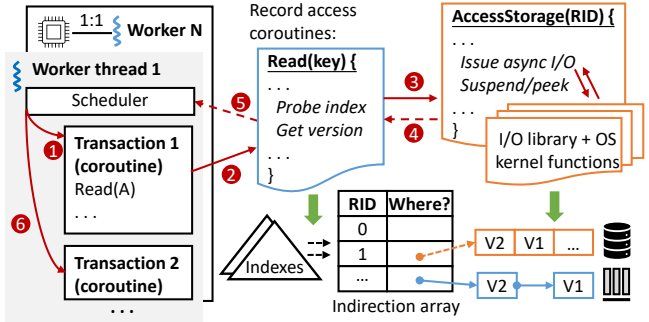 1:1
Worker N
Worker thread 1
Scheduler
1
Transaction 1
(coroutine)
Read(A)
. . .
6
Transaction 2
(coroutine)
. . .
Record access
coroutines:
5
2
Read(key) {
. . .
Probe index
Get version
. . .
}
3
4
AccessStorage(RID) {
. . .
Issue async I/O
Suspend/peek
. . .
}
I/O library + OS
kernel functions
Indexes
RID
Where?
0
1
...
Indirection array
V2
V1
...
V2
V1